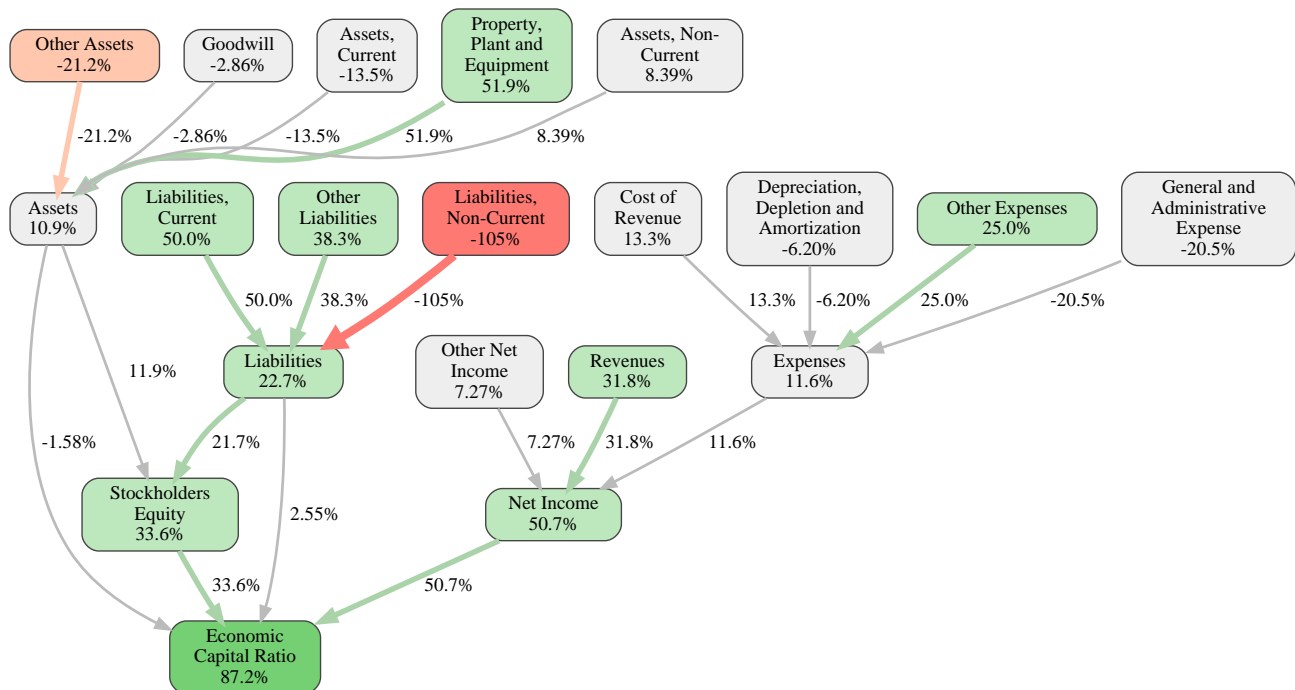 Other Assets
-21.2%
Goodwill
-2.86%
Assets,
Current
-13.5%
Property,
Plant and
Equipment
51.9%
Assets, Non-
Current
8.39%
-21.2%
-2.86%
-13.5%
51.9%
8.39%
Assets
10.9%
Liabilities,
Current
50.0%
Other
Liabilities
38.3%
Liabilities,
Non-Current
-105%
Cost of
Revenue
13.3%
Depreciation,
Depletion and
Amortization
-6.20%
Other Expenses
25.0%
General and
Administrative
Expense
-20.5%
50.0%
38.3%
-105%
13.3%
-6.20%
25.0%
-20.5%
11.9%
Liabilities
22.7%
Other Net
Income
7.27%
Revenues
31.8%
Expenses
11.6%
-1.58%
21.7%
7.27%
31.8%
11.6%
Stockholders
Equity
33.6%
2.55%
Net Income
50.7%
33.6%
50.7%
Economic
Capital Ratio
87.2%